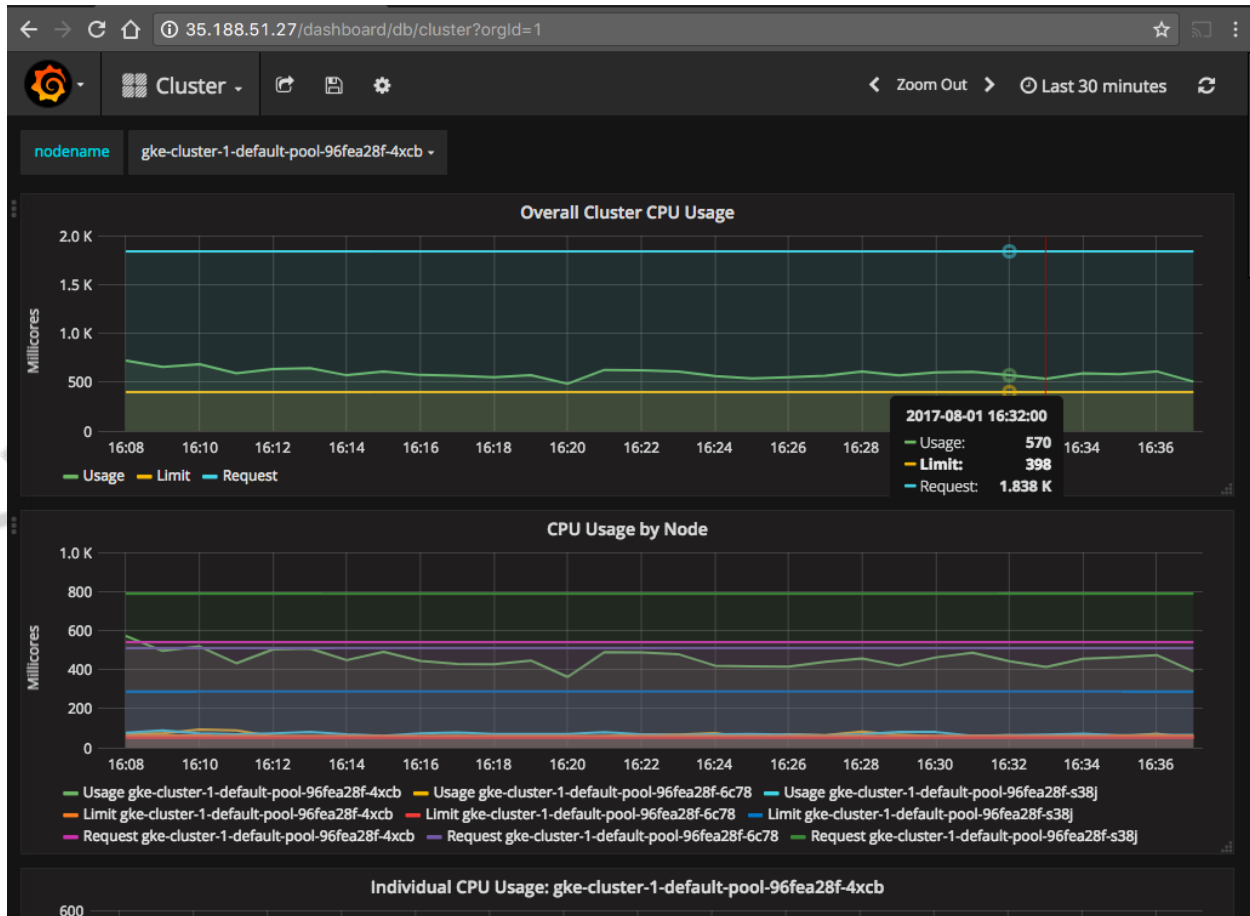 35.188.51.27/dashboard/db/cluster?orgId=1
Cluster
Zoom Out
Last 30 minutes
nodename gke-cluster-1-default-pool-96fea28f-4xcb
Overall Cluster CPU Usage
Millicores
2.0 K
1.5 K
1.0 K
500
0
16:08 16:10 16:12 16:14 16:16 16:18 16:20 16:22 16:24 16:26 16:28 16:34 16:36
2017-08-01 16:32:00
Usage: 570
Limit: 398
Request: 1.838 K
Usage Limit Request
CPU Usage by Node
Millicores
1.0 K
800
600
400
200
0
16:08 16:10 16:12 16:14 16:16 16:18 16:20 16:22 16:24 16:26 16:28 16:30 16:32 16:34 16:36
Usage gke-cluster-1-default-pool-96fea28f-4xcb Usage gke-cluster-1-default-pool-96fea28f-6c78 Usage gke-cluster-1-default-pool-96fea28f-s38j
Limit gke-cluster-1-default-pool-96fea28f-4xcb Limit gke-cluster-1-default-pool-96fea28f-6c78 Limit gke-cluster-1-default-pool-96fea28f-s38j
Request gke-cluster-1-default-pool-96fea28f-4xcb Request gke-cluster-1-default-pool-96fea28f-6c78 Request gke-cluster-1-default-pool-96fea28f-s38j
Individual CPU Usage: gke-cluster-1-default-pool-96fea28f-4xcb
600